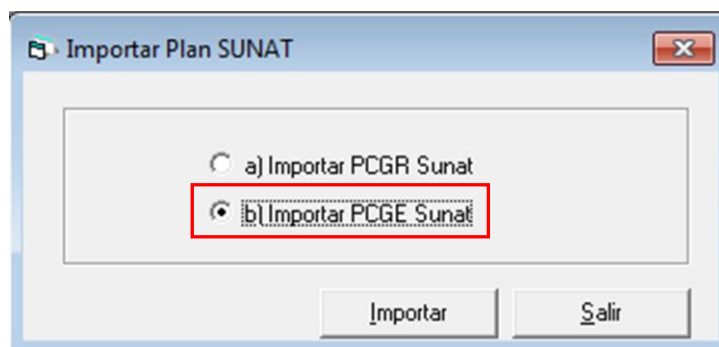 Importar Plan SUNAT
a) Importar PCGR Sunat
b) Importar PCGE Sunat
Importar
Salir